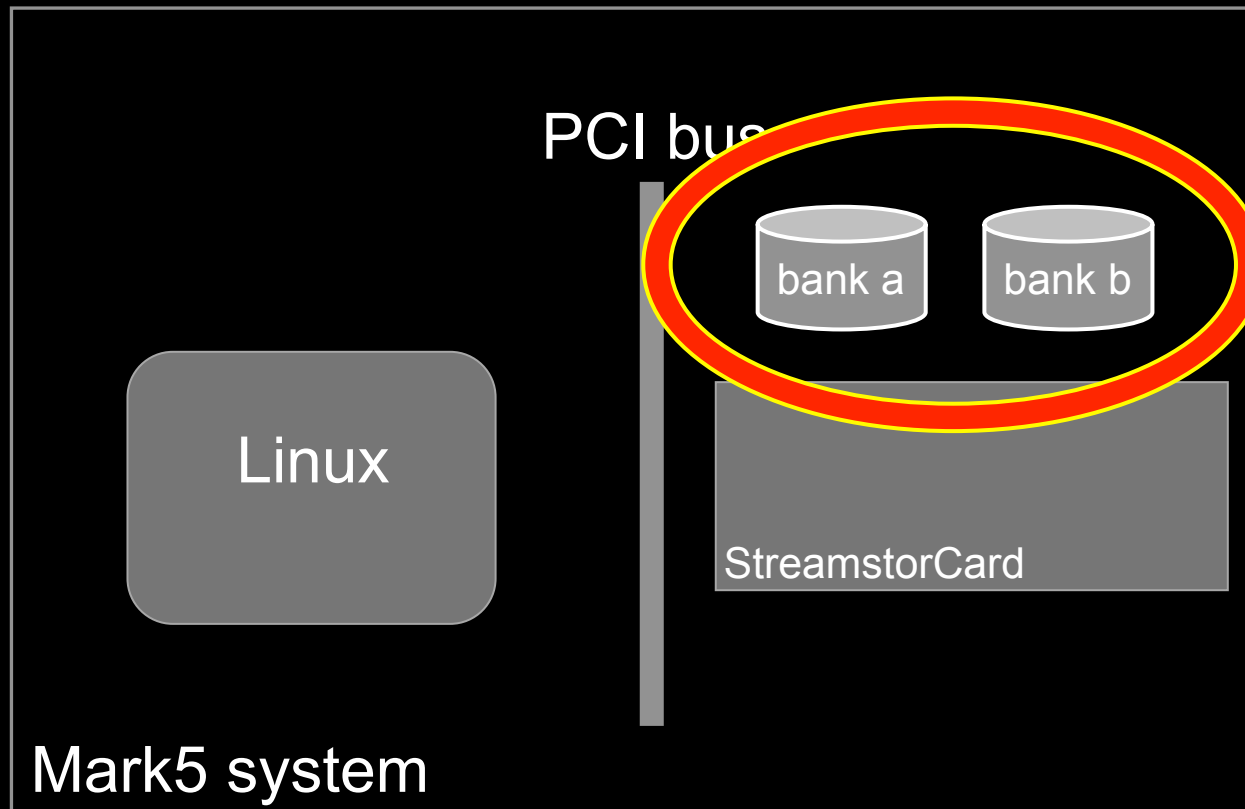 PCI bus
bank a
bank b
Linux
StreamstorCard
Mark5 system